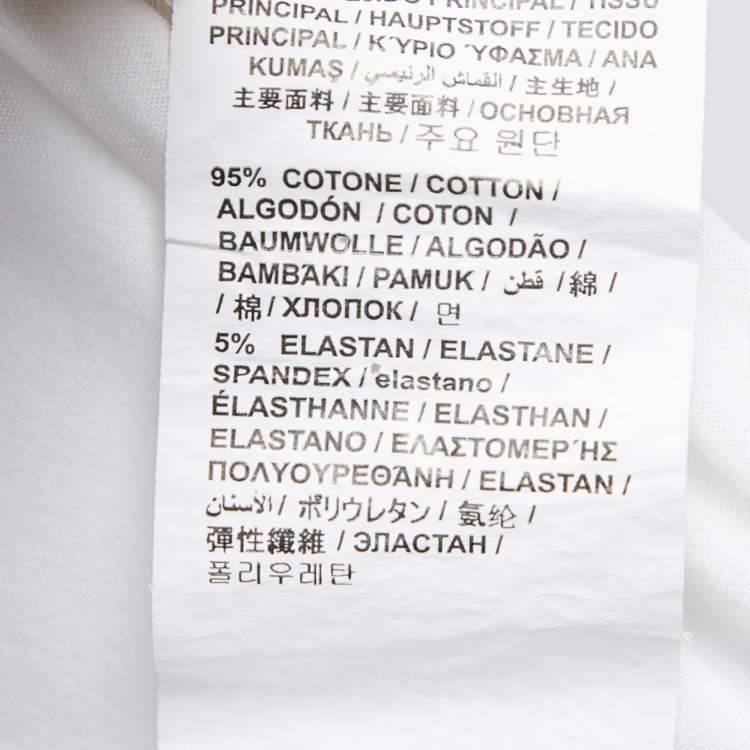 PRINCIPAL / TISSU
PRINCIPAL / HAUPTSTOFF / TECIDO
PRINCIPAL / ΚΎΡΙΟ ΎΦΑΣΜΑ / ANA
KUMAŞ / القماش الرئيسي / 主生地 /
主要面料 / 主要面料 / ОСНОВНАЯ
ТКАНЬ / 주요 원단
95% COTONE / COTTON /
ALGODÓN / COTON /
BAUMWOLLE / ALGODÃO /
ΒΑΜΒΆΚΙ / PAMUK / قطن / 綿 /
/ 棉 / ХЛОПОК / 면
5% ELASTAN / ELASTANE /
SPANDEX / elastano /
ÉLASTHANNE / ELASTHAN /
ELASTANO / ΕΛΑΣΤΟΜΕΡΉΣ
ΠΟΛΥΟΥΡΕΘΆΝΗ / ELASTAN /
الأسنان / ポリウレタン / 氨纶 /
彈性纖維 / ЭЛАСТАН /
폴리우레탄